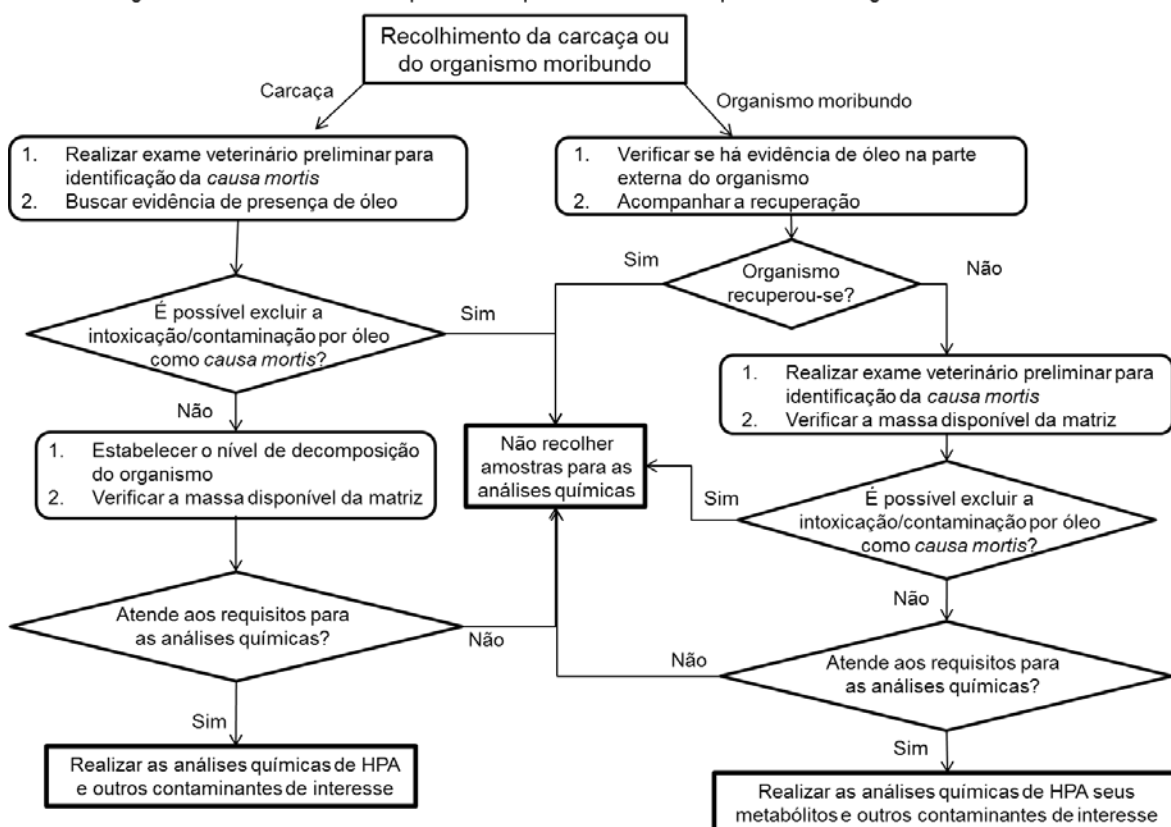 Recolhimento da carcaça ou
do organismo moribundo
Carcaça
Organismo moribundo
1. Realizar exame veterinário preliminar para
identificação da causa mortis
2. Buscar evidência de presença de óleo
1. Verificar se há evidência de óleo na parte
externa do organismo
2. Acompanhar a recuperação
Sim
Organismo
recuperou-se?
Não
É possível excluir a
intoxicação/contaminação por óleo
como causa mortis?
Sim
Não
1. Realizar exame veterinário preliminar para
identificação da causa mortis
2. Verificar a massa disponível da matriz
1. Estabelecer o nível de decomposição
do organismo
2. Verificar a massa disponível da matriz
Não recolher
amostras para as
análises químicas
Sim
É possível excluir a
intoxicação/contaminação por óleo
como causa mortis?
Não
Atende aos requisitos para
as análises químicas?
Não
Não
Atende aos requisitos para
as análises químicas?
Sim
Sim
Realizar as análises químicas de HPA
e outros contaminantes de interesse
Realizar as análises químicas de HPA seus
metabólitos e outros contaminantes de interesse